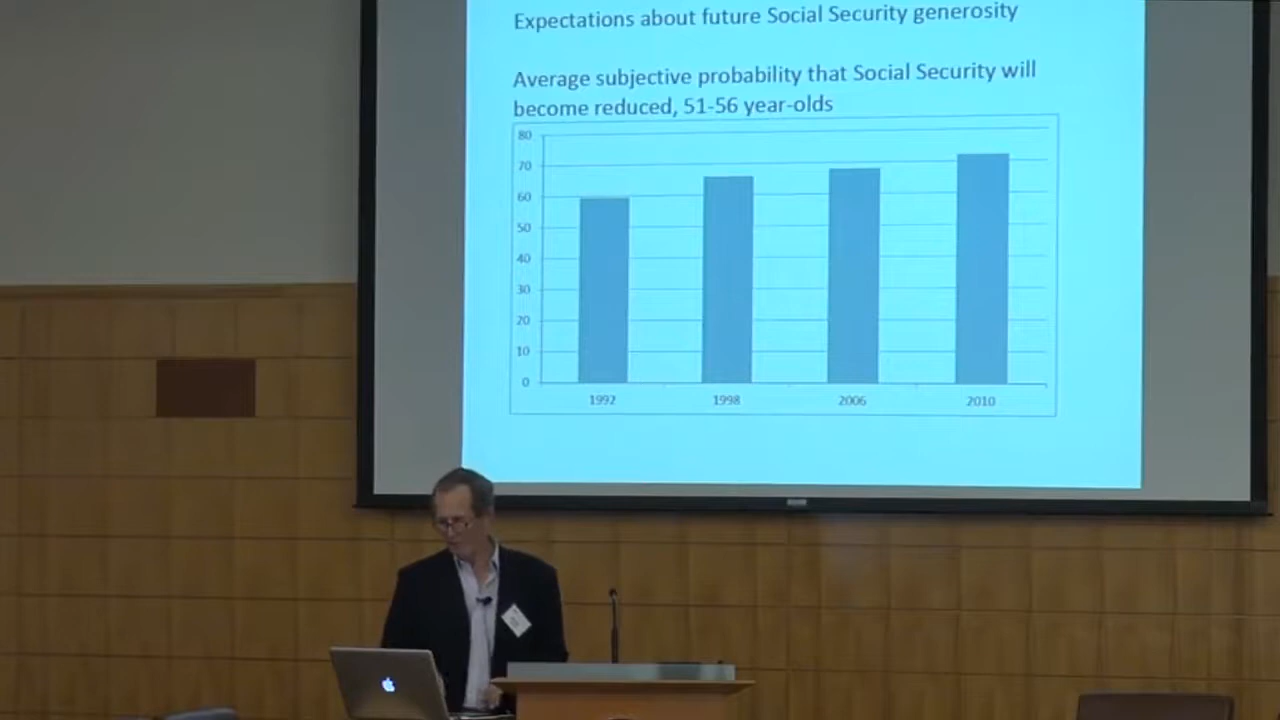 Expectations about future Social Security generosity
Average subjective probability that Social Security will
become reduced, 51-56 year-olds
80
70
60
50
40
30
20
10
0
1992 1998 2006 2010